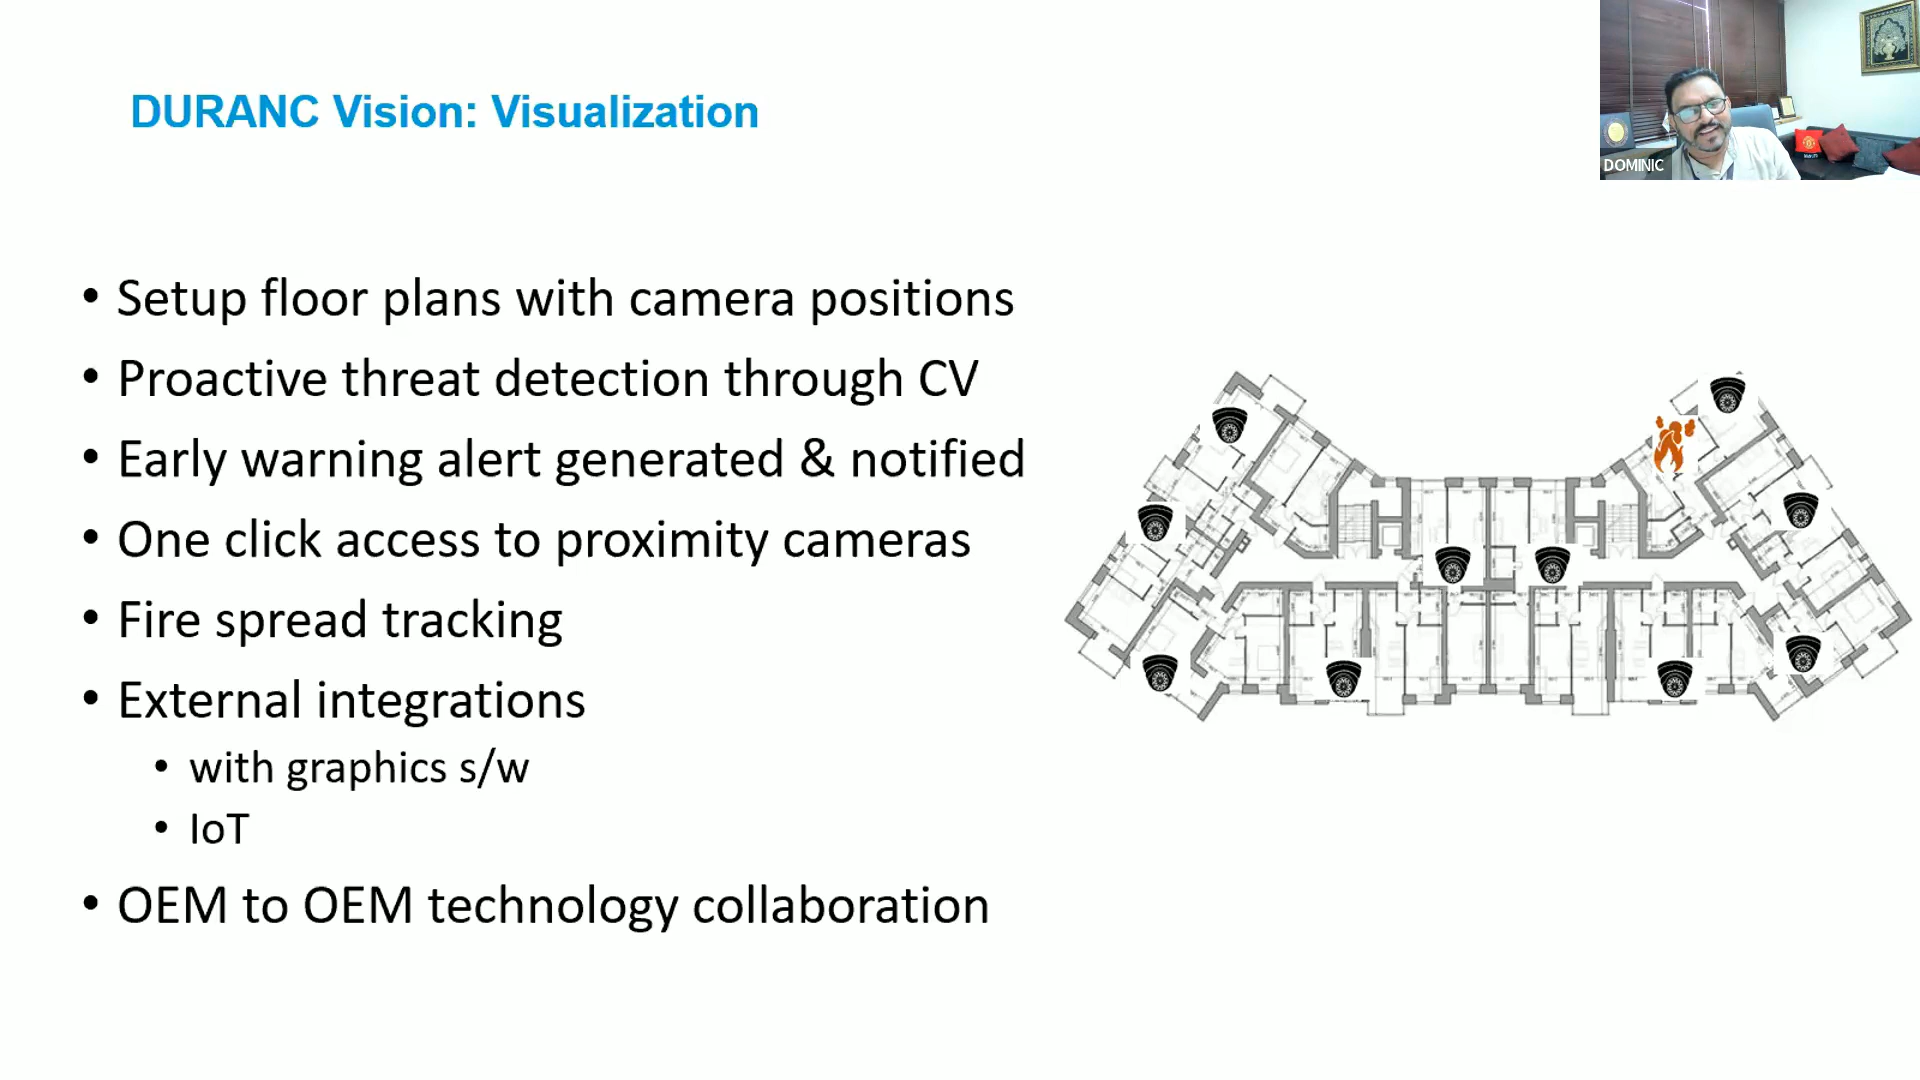 DURANC Vision: Visualization
DOMINIC
• Setup floor plans with camera positions
• Proactive threat detection through CV
• Early warning alert generated & notified
• One click access to proximity cameras
• Fire spread tracking
• External integrations
• with graphics s/w
• IoT
• OEM to OEM technology collaboration